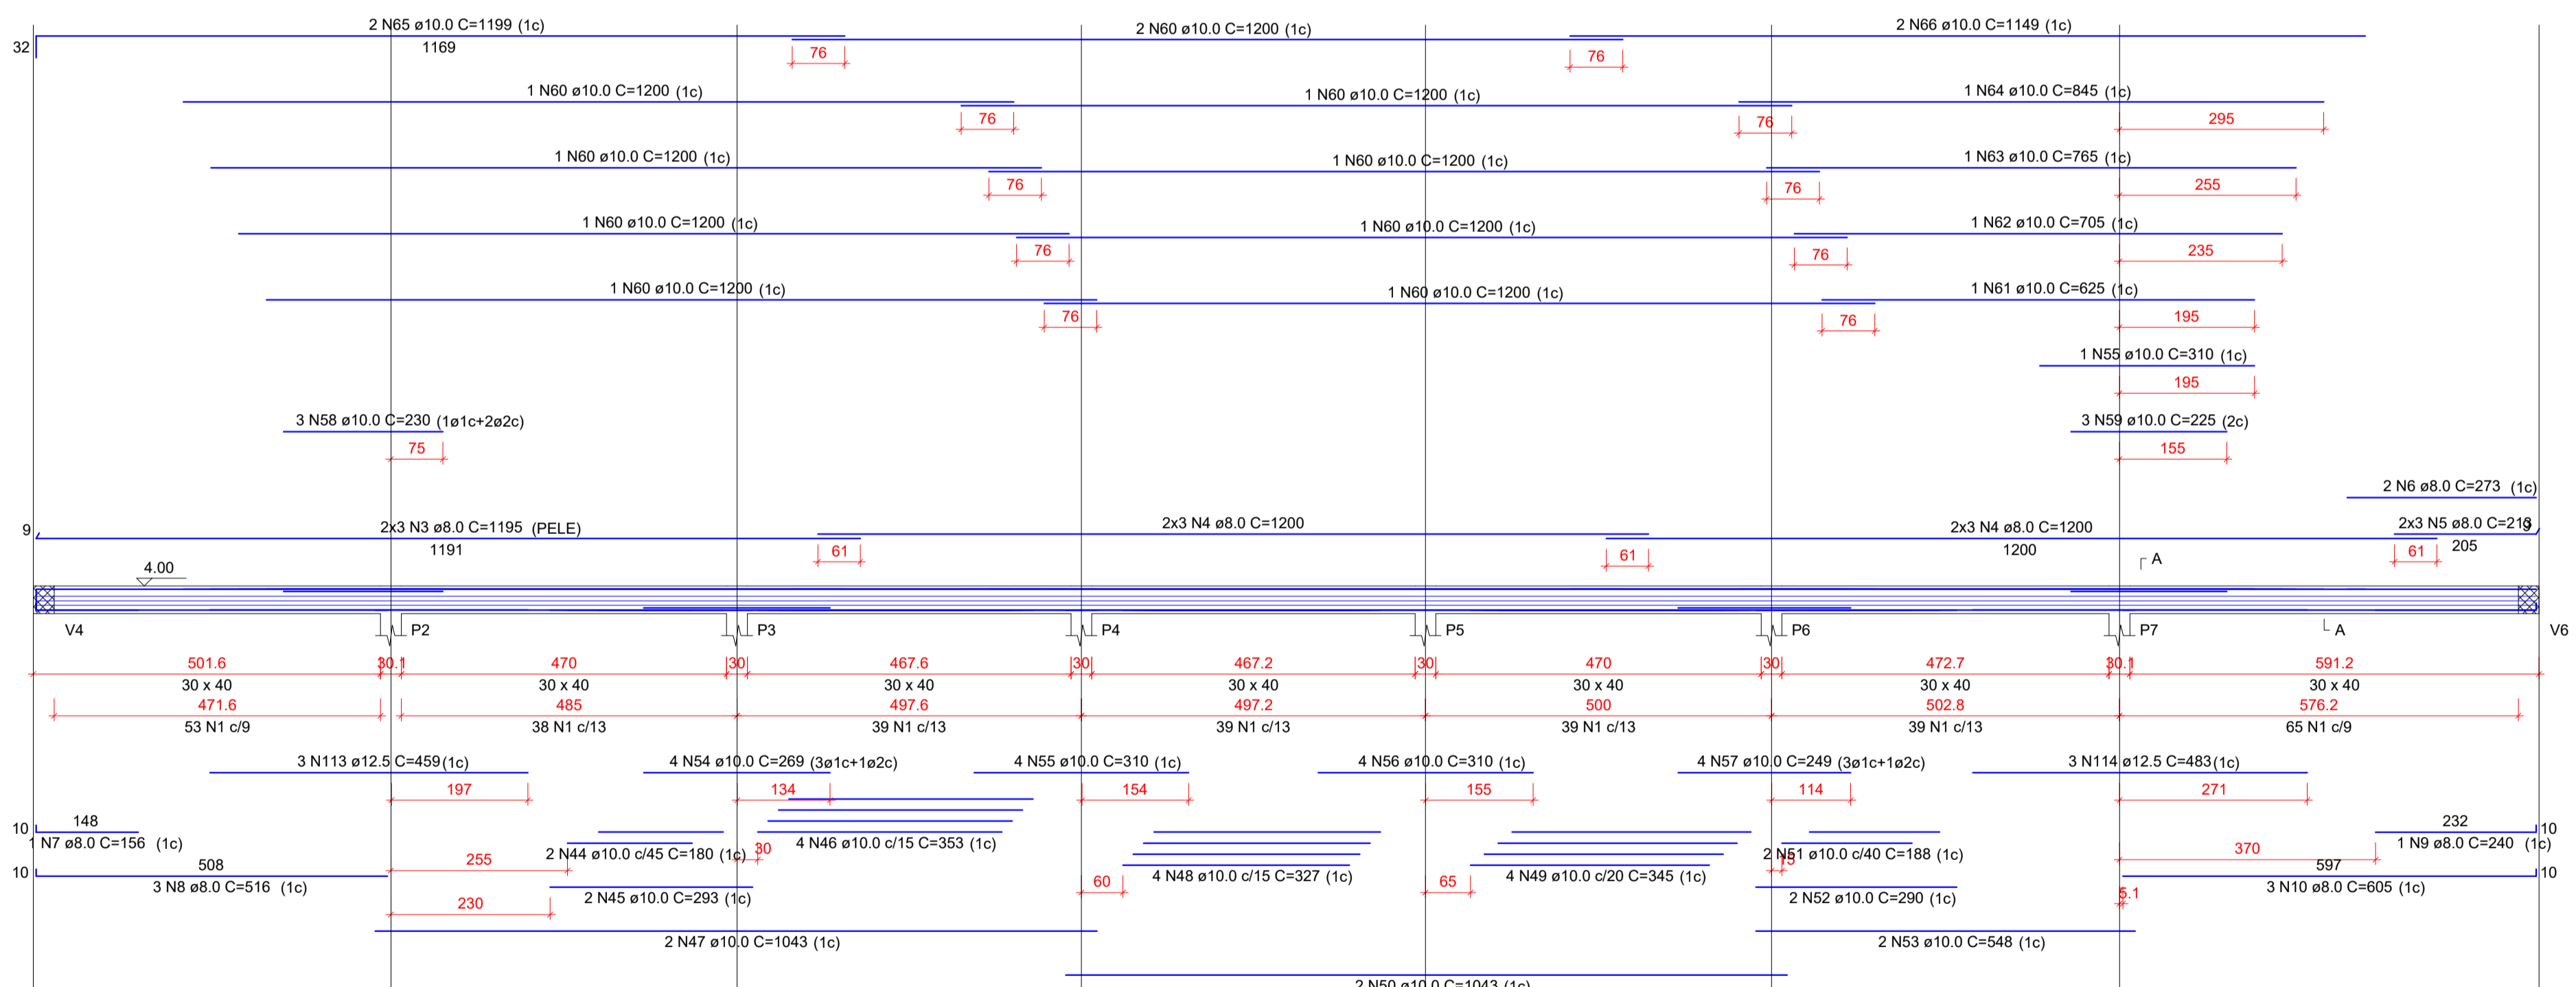 2 N65 ø10.0 C=1199 (1c)
2 N60 ø10.0 C=1200 (1c)
2 N66 ø10.0 C=1149 (1c)
32
1169
76
76
1 N60 ø10.0 C=1200 (1c)
1 N60 ø10.0 C=1200 (1c)
1 N64 ø10.0 C=845 (1c)
76
76
295
1 N60 ø10.0 C=1200 (1c)
1 N60 ø10.0 C=1200 (1c)
1 N63 ø10.0 C=765 (1c)
76
76
255
1 N60 ø10.0 C=1200 (1c)
1 N60 ø10.0 C=1200 (1c)
1 N62 ø10.0 C=705 (1c)
76
76
235
1 N60 ø10.0 C=1200 (1c)
1 N60 ø10.0 C=1200 (1c)
1 N61 ø10.0 C=625 (1c)
76
76
195
1 N55 ø10.0 C=310 (1c)
195
3 N58 ø10.0 C=230 (1ø1c+2ø2c)
3 N59 ø10.0 C=225 (2c)
75
155
2 N6 ø8.0 C=273 (1c)
9
2x3 N3 ø8.0 C=1195 (PELE)
2x3 N4 ø8.0 C=1200
2x3 N4 ø8.0 C=1200
2x3 N5 ø8.0 C=213
9
1191
61
61
1200
61
205
4.00
A
V4
P2
P3
P4
P5
P6
P7
A
V6
501.6
30.1
470
30
467.6
30
467.2
30
470
30
472.7
30.1
591.2
30 x 40
30 x 40
30 x 40
30 x 40
30 x 40
30 x 40
30 x 40
471.6
485
497.6
497.2
500
502.8
576.2
53 N1 c/9
38 N1 c/13
39 N1 c/13
39 N1 c/13
39 N1 c/13
39 N1 c/13
65 N1 c/9
3 N113 ø12.5 C=459(1c)
4 N54 ø10.0 C=269 (3ø1c+1ø2c)
4 N55 ø10.0 C=310 (1c)
4 N56 ø10.0 C=310 (1c)
4 N57 ø10.0 C=249 (3ø1c+1ø2c)
3 N114 ø12.5 C=483(1c)
197
134
154
155
114
271
10
148
232
10
1 N7 ø8.0 C=156 (1c)
2 N44 ø10.0 c/45 C=180 (1c)
30
4 N46 ø10.0 c/15 C=353 (1c)
2 N51 ø10.0 c/40 C=188 (1c)
370
1 N9 ø8.0 C=240 (1c)
10
508
255
15
597
10
3 N8 ø8.0 C=516 (1c)
60
4 N48 ø10.0 c/15 C=327 (1c)
65
4 N49 ø10.0 c/20 C=345 (1c)
3 N10 ø8.0 C=605 (1c)
230
2 N45 ø10.0 C=293 (1c)
2 N52 ø10.0 C=290 (1c)
5.1
2 N47 ø10.0 C=1043 (1c)
2 N53 ø10.0 C=548 (1c)
2 N50 ø10.0 C=1043 (1c)